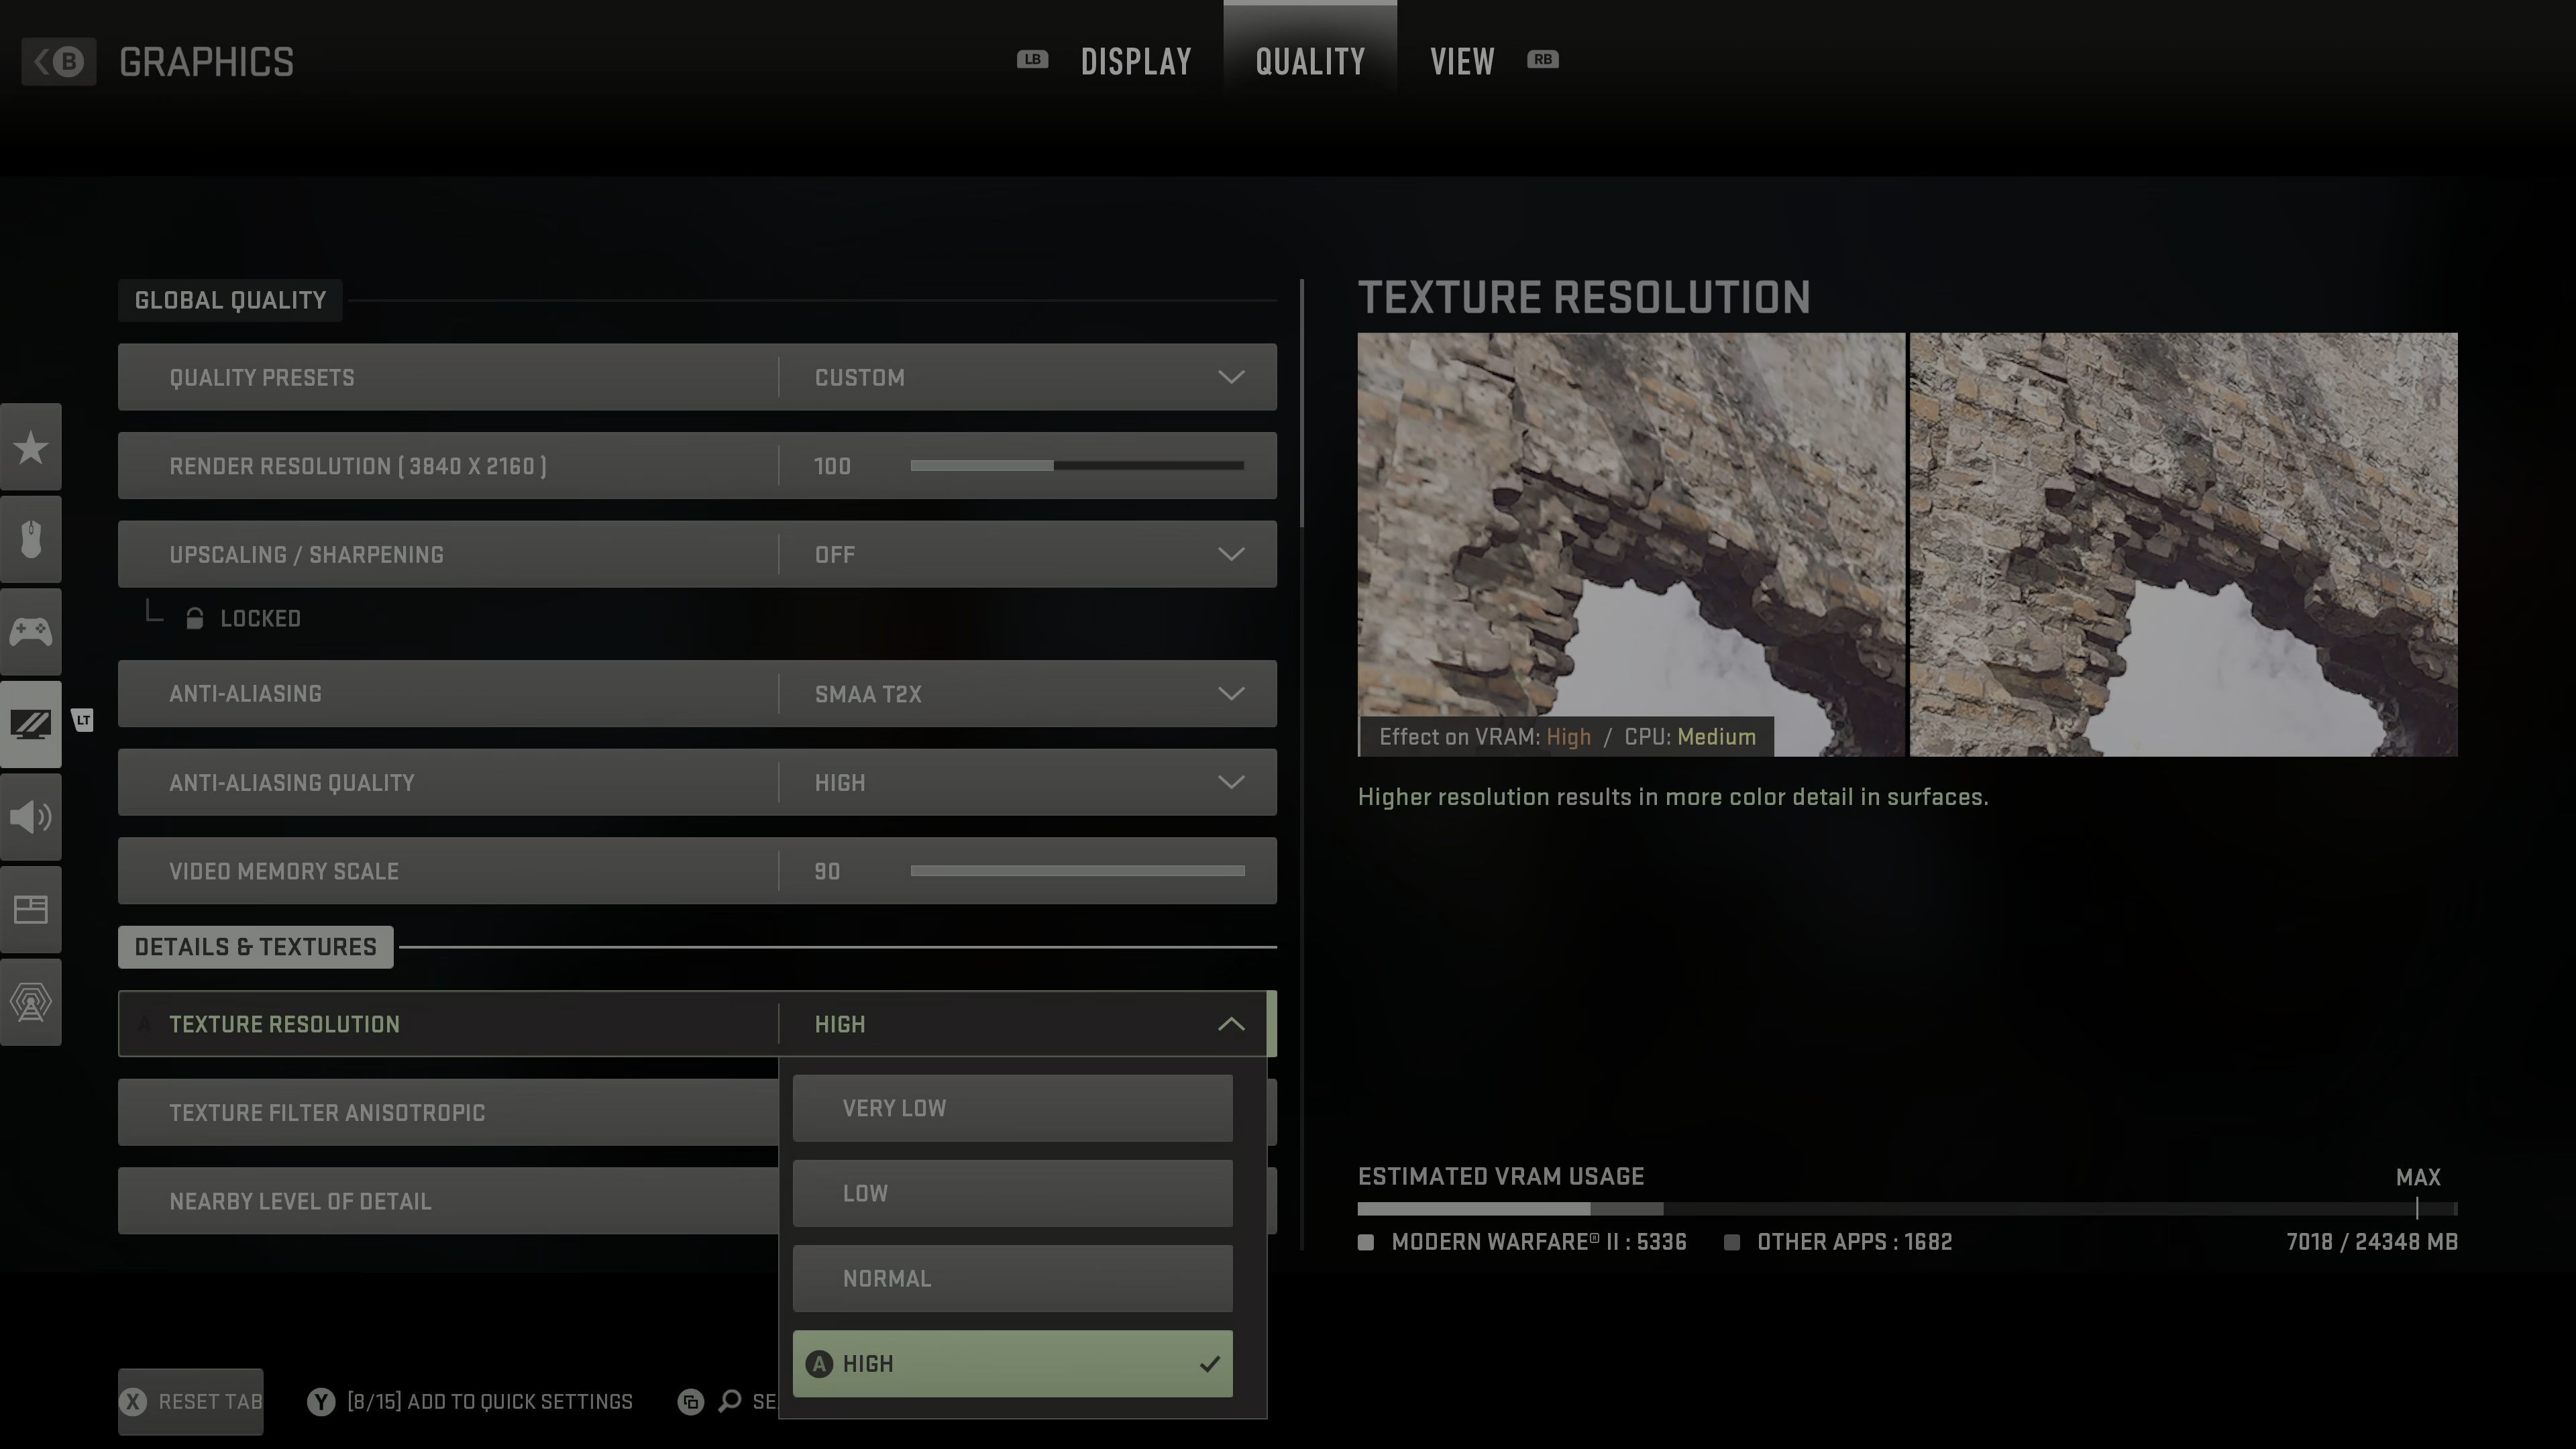 B GRAPHICS
LB DISPLAY QUALITY VIEW RB
GLOBAL QUALITY
QUALITY PRESETS CUSTOM
RENDER RESOLUTION ( 3840 X 2160 ) 100
UPSCALING / SHARPENING OFF
LOCKED
ANTI-ALIASING SMAA T2X
LT
ANTI-ALIASING QUALITY HIGH
VIDEO MEMORY SCALE 90
DETAILS & TEXTURES
A TEXTURE RESOLUTION HIGH
VERY LOW
TEXTURE FILTER ANISOTROPIC
LOW
NEARBY LEVEL OF DETAIL
NORMAL
A HIGH
X RESET TAB Y [8/15] ADD TO QUICK SETTINGS SE
TEXTURE RESOLUTION
Effect on VRAM: High / CPU: Medium
Higher resolution results in more color detail in surfaces.
ESTIMATED VRAM USAGE MAX
MODERN WARFARE® II : 5336 OTHER APPS : 1682 7018 / 24348 MB